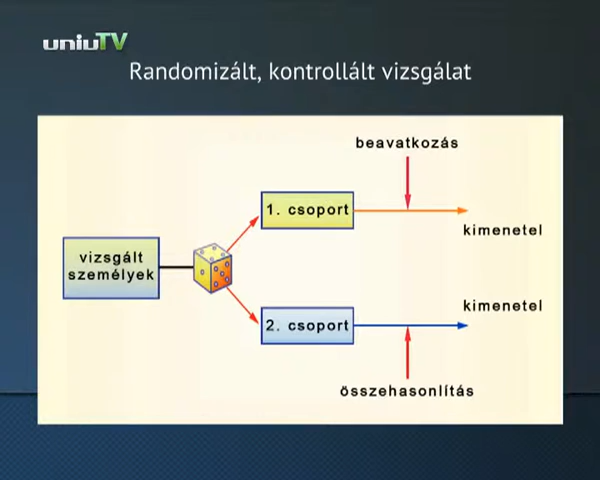 uniuTV
Randomizált, kontrollált vizsgálat
beavatkozás
1. csoport
kimenetel
vizsgált
személyek
kimenetel
2. csoport
összehasonlítás